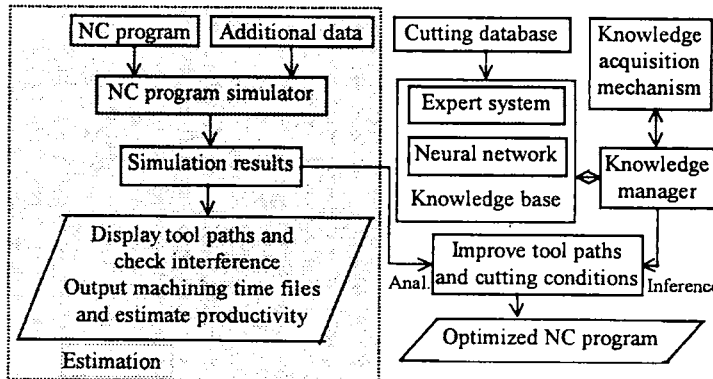 NC program
Additional data
NC program simulator
Simulation results
Display tool paths and
check interference
Output machining time files
and estimate productivity
Estimation
Cutting database
Expert system
Neural network
Knowledge base
Knowledge
acquisition
mechanism
Knowledge
manager
Anal.
Improve tool paths
and cutting conditions
Inference
Optimized NC program